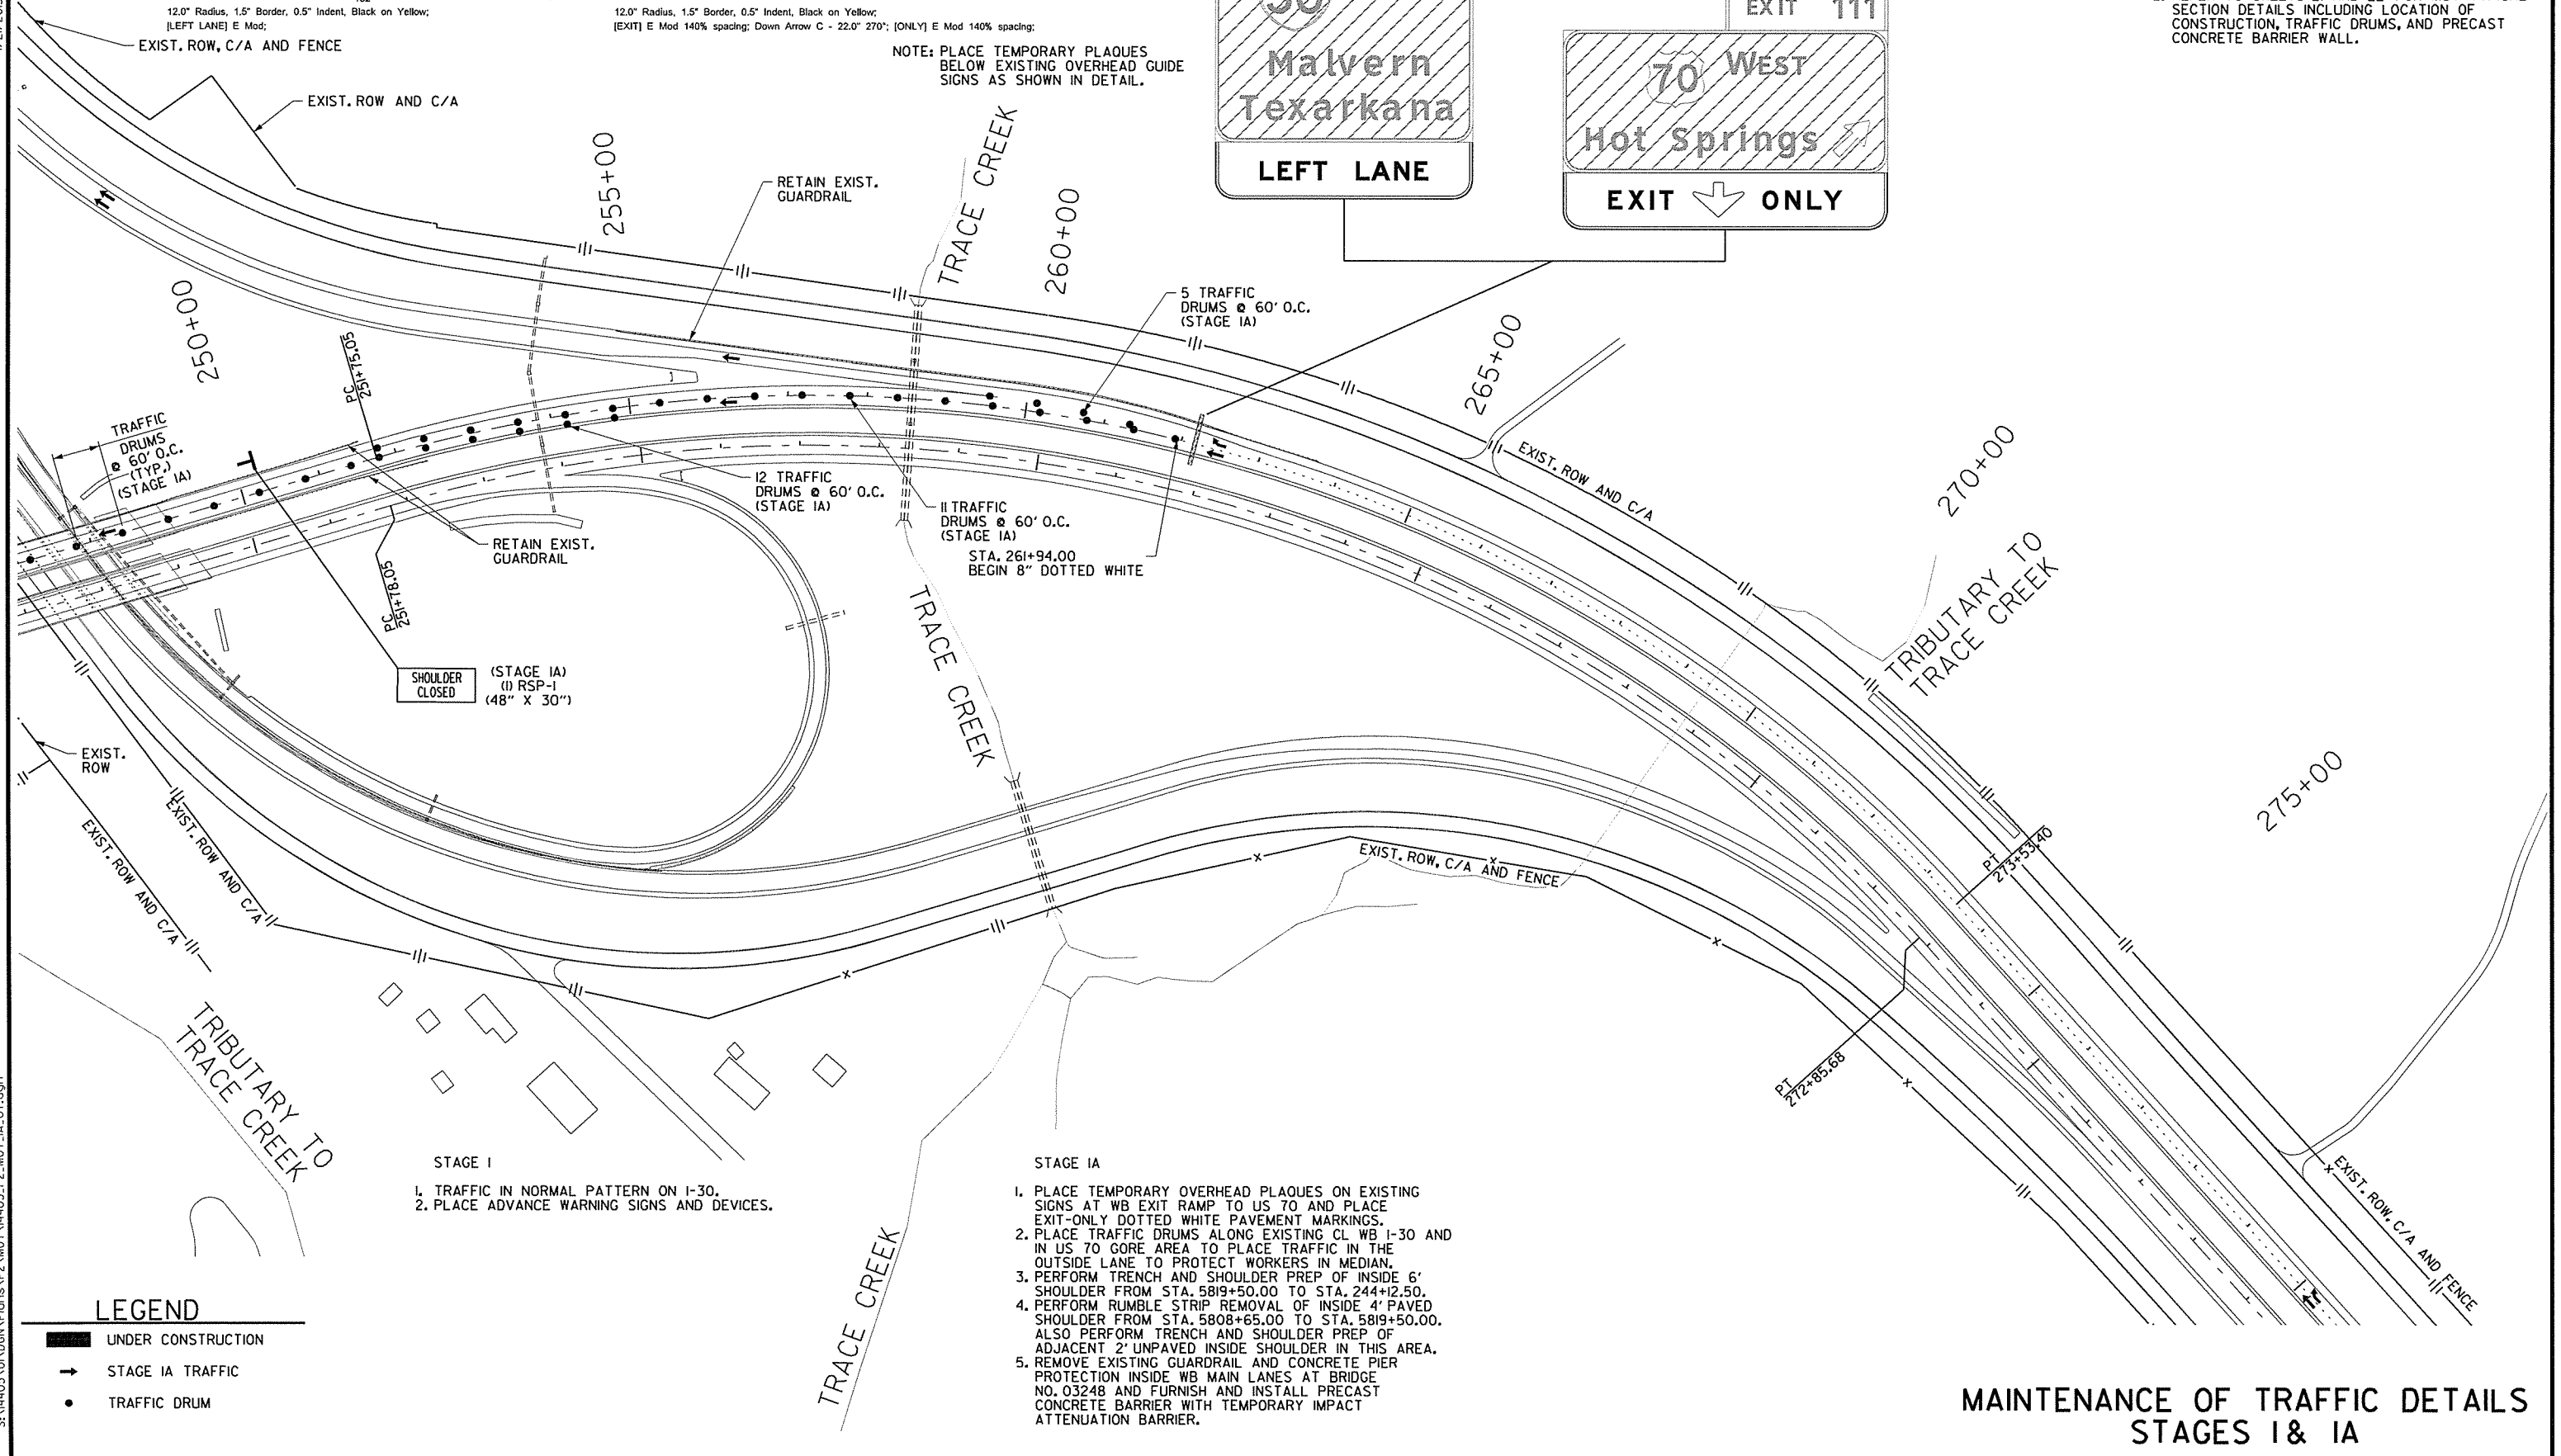 12.0" Radius, 1.5" Border, 0.5" Indent, Black on Yellow;
[LEFT LANE] E Mod;
12.0" Radius, 1.5" Border, 0.5" Indent, Black on Yellow;
[EXIT] E Mod 140% spacing; Down Arrow C - 22.0" 270°; [ONLY] E Mod 140% spacing;
NOTE: PLACE TEMPORARY PLAQUES
BELOW EXISTING OVERHEAD GUIDE
SIGNS AS SHOWN IN DETAIL.
Malvern
Texarkana
LEFT LANE
EXIT 111
70 WEST
Hot Springs
EXIT ONLY
SECTION DETAILS INCLUDING LOCATION OF
CONSTRUCTION, TRAFFIC DRUMS, AND PRECAST
CONCRETE BARRIER WALL.
EXIST. ROW, C/A AND FENCE
EXIST. ROW AND C/A
RETAIN EXIST.
GUARDRAIL
250+00
255+00
260+00
265+00
270+00
275+00
TRACE CREEK
5 TRAFFIC
DRUMS @ 60' O.C.
(STAGE 1A)
PC
251+75.05
TRAFFIC
DRUMS
@ 60' O.C.
(TYP.)
(STAGE 1A)
12 TRAFFIC
DRUMS @ 60' O.C.
(STAGE 1A)
11 TRAFFIC
DRUMS @ 60' O.C.
(STAGE 1A)
STA. 261+94.00
BEGIN 8" DOTTED WHITE
RETAIN EXIST.
GUARDRAIL
PC
251+78.05
EXIST. ROW AND C/A
TRIBUTARY TO
TRACE CREEK
SHOULDER
CLOSED
(STAGE 1A)
(1) RSP-1
(48" X 30")
TRACE CREEK
EXIST.
ROW
EXIST. ROW AND C/A
EXIST. ROW AND C/A
EXIST. ROW, C/A AND FENCE
PT
273+53.40
PT
272+85.68
TRIBUTARY TO
TRACE CREEK
TRACE CREEK
EXIST. ROW, C/A AND FENCE
STAGE 1
1. TRAFFIC IN NORMAL PATTERN ON I-30.
2. PLACE ADVANCE WARNING SIGNS AND DEVICES.
STAGE 1A
1. PLACE TEMPORARY OVERHEAD PLAQUES ON EXISTING
SIGNS AT WB EXIT RAMP TO US 70 AND PLACE
EXIT-ONLY DOTTED WHITE PAVEMENT MARKINGS.
2. PLACE TRAFFIC DRUMS ALONG EXISTING CL WB I-30 AND
IN US 70 GORE AREA TO PLACE TRAFFIC IN THE
OUTSIDE LANE TO PROTECT WORKERS IN MEDIAN.
3. PERFORM TRENCH AND SHOULDER PREP OF INSIDE 6'
SHOULDER FROM STA. 5819+50.00 TO STA. 244+12.50.
4. PERFORM RUMBLE STRIP REMOVAL OF INSIDE 4' PAVED
SHOULDER FROM STA. 5808+65.00 TO STA. 5819+50.00.
ALSO PERFORM TRENCH AND SHOULDER PREP OF
ADJACENT 2' UNPAVED INSIDE SHOULDER IN THIS AREA.
5. REMOVE EXISTING GUARDRAIL AND CONCRETE PIER
PROTECTION INSIDE WB MAIN LANES AT BRIDGE
NO. 03248 AND FURNISH AND INSTALL PRECAST
CONCRETE BARRIER WITH TEMPORARY IMPACT
ATTENUATION BARRIER.
LEGEND
UNDER CONSTRUCTION
STAGE 1A TRAFFIC
TRAFFIC DRUM
MAINTENANCE OF TRAFFIC DETAILS
STAGES 1 & 1A